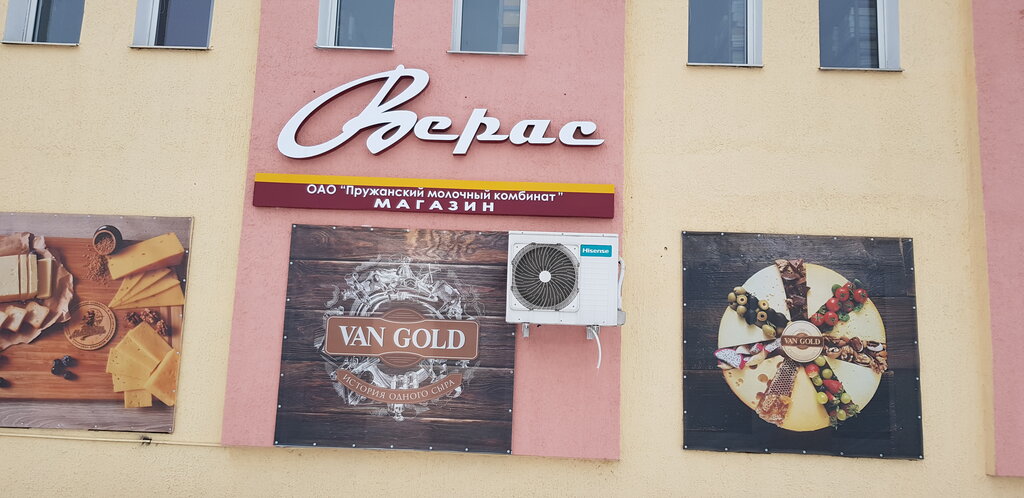 Верас
ОАО "Пружанский молочный комбинат"
МАГАЗИН
Hisense
VAN GOLD
ИСТОРИЯ ОДНОГО СЫРА
VAN GOLD